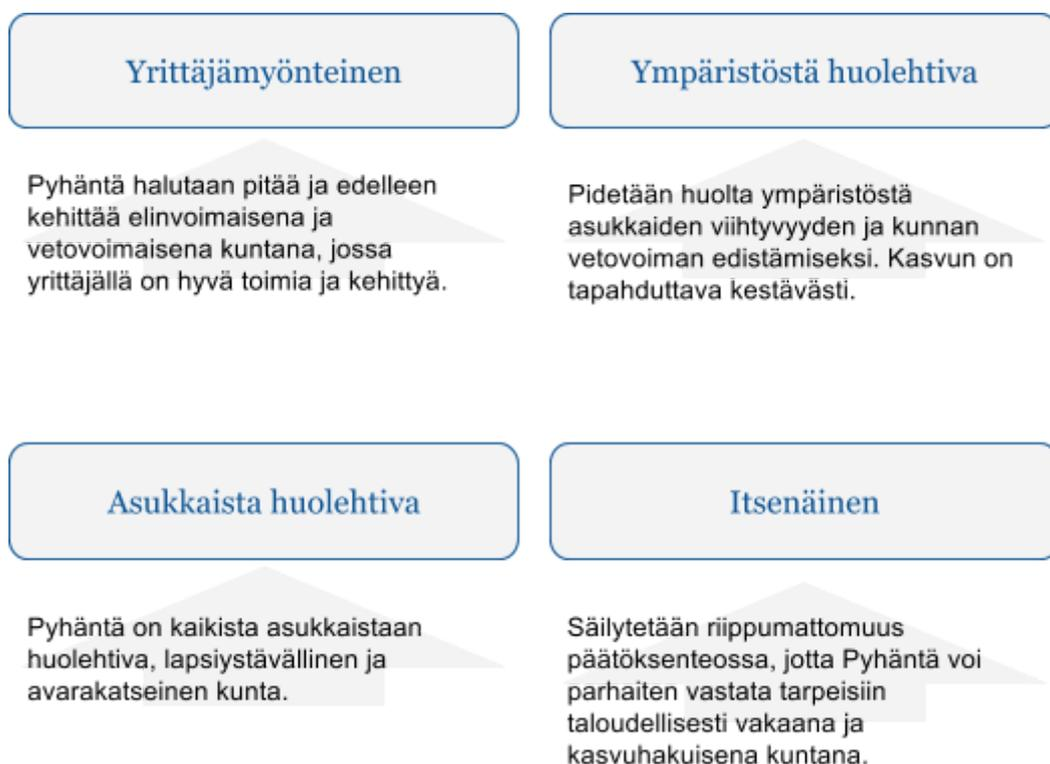 Yrittäjämyönteinen
Pyhäntä halutaan pitää ja edelleen
kehittää elinvoimaisena ja
vetovoimaisena kuntana, jossa
yrittäjällä on hyvä toimia ja kehittyä.
Ympäristöstä huolehtiva
Pidetään huolta ympäristöstä
asukkaiden viihtyvyyden ja kunnan
vetovoiman edistämiseksi. Kasvun on
tapahduttava kestävästi.
Asukkaista huolehtiva
Pyhäntä on kaikista asukkaistaan
huolehtiva, lapsiystävällinen ja
avarakatseinen kunta.
Itsenäinen
Säilytetään riippumattomuus
päätöksenteossa, jotta Pyhäntä voi
parhaiten vastata tarpeisiin
taloudellisesti vakaana ja
kasvuhakuisena kuntana.